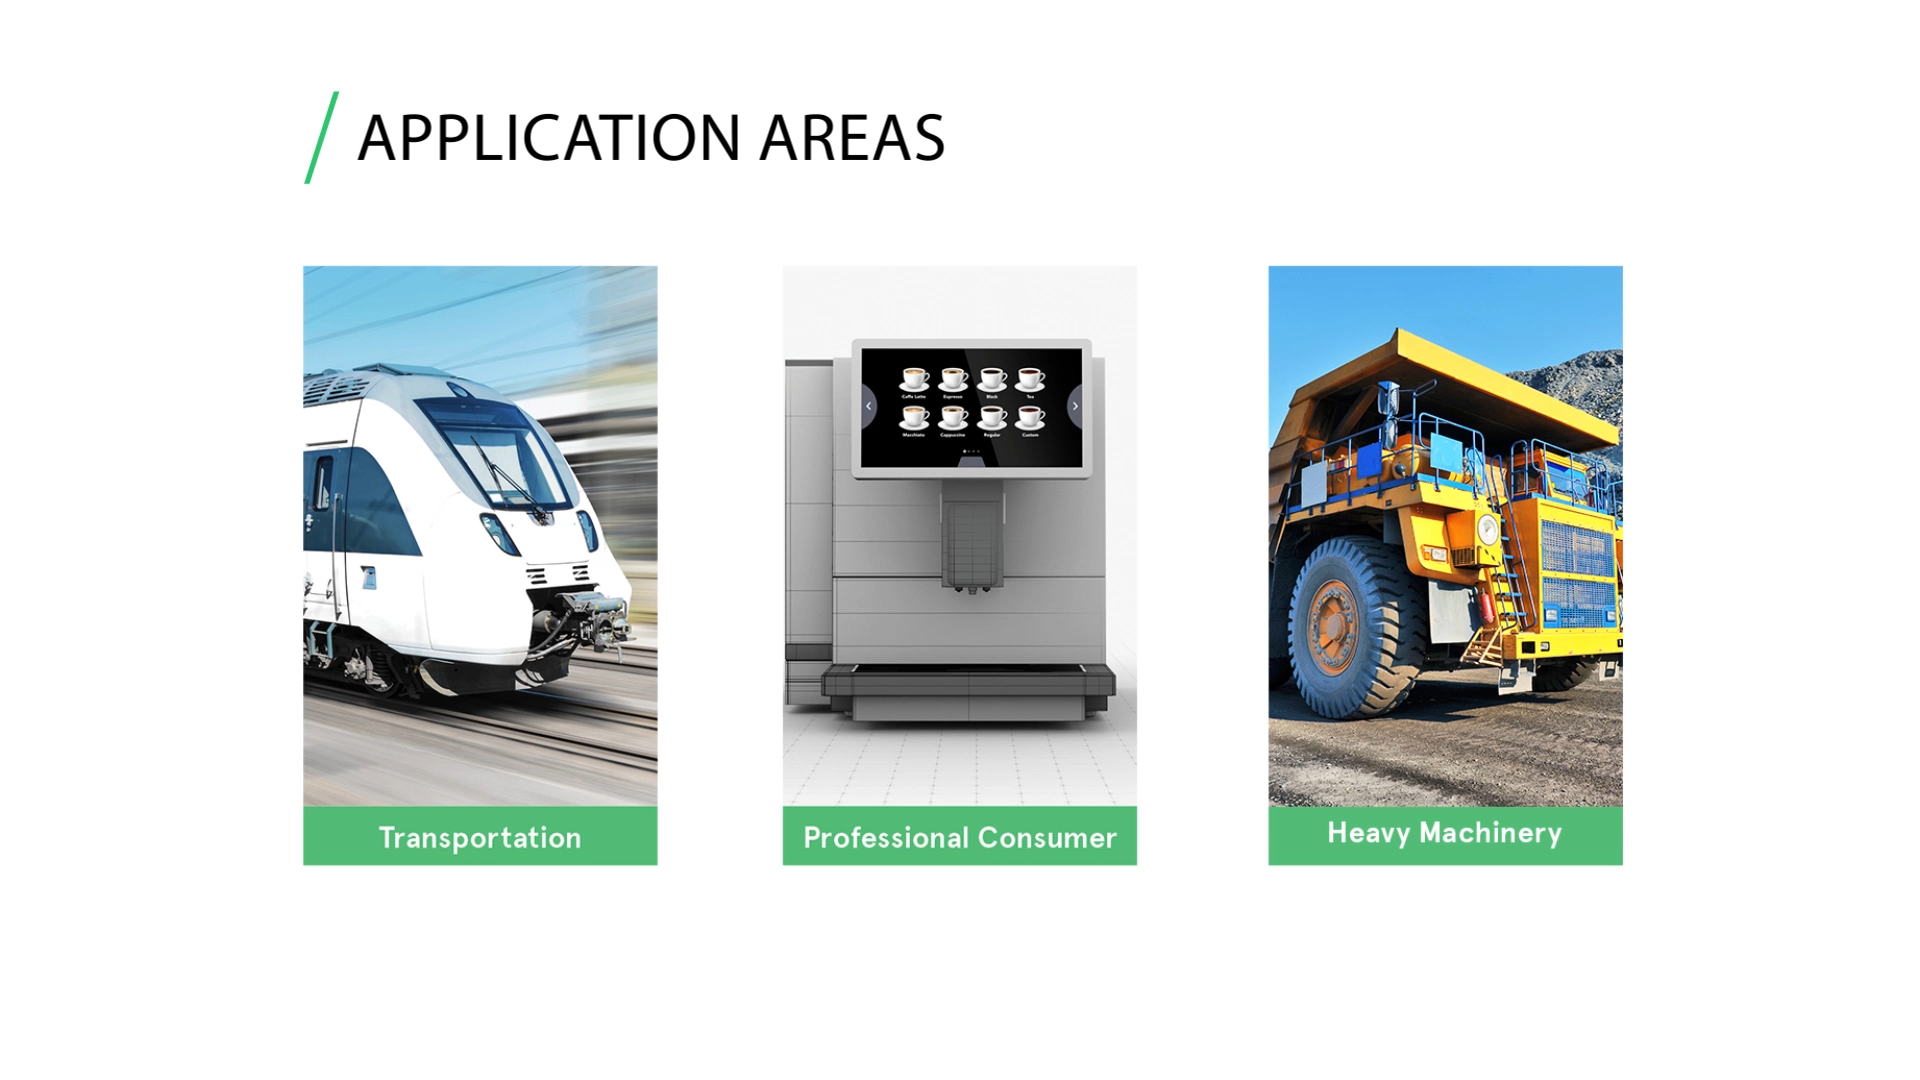 APPLICATION AREAS
Caffe Latte Espresso Black Tea
Macchiato Cappuccino Regular Custom
Transportation
Professional Consumer
Heavy Machinery